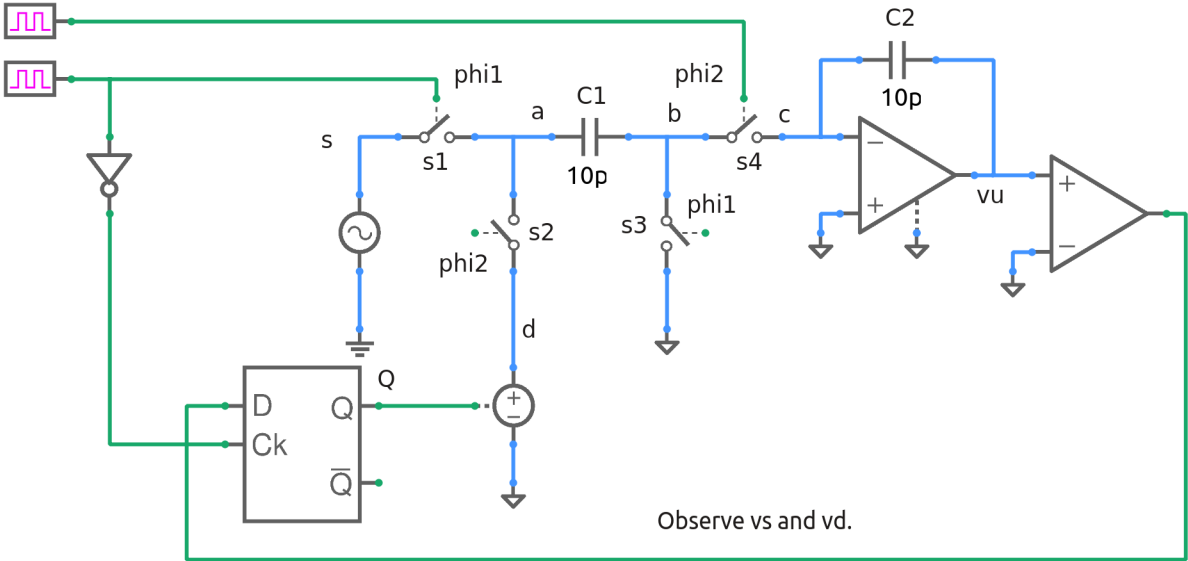 C2
phi1
phi2
10p
s
a
C1
b
c
s1
10p
s4
−
+
vu
+
−
s3
phi1
s2
phi2
d
Q
D
Q
Ck
Q̅
+
−
Observe vs and vd.